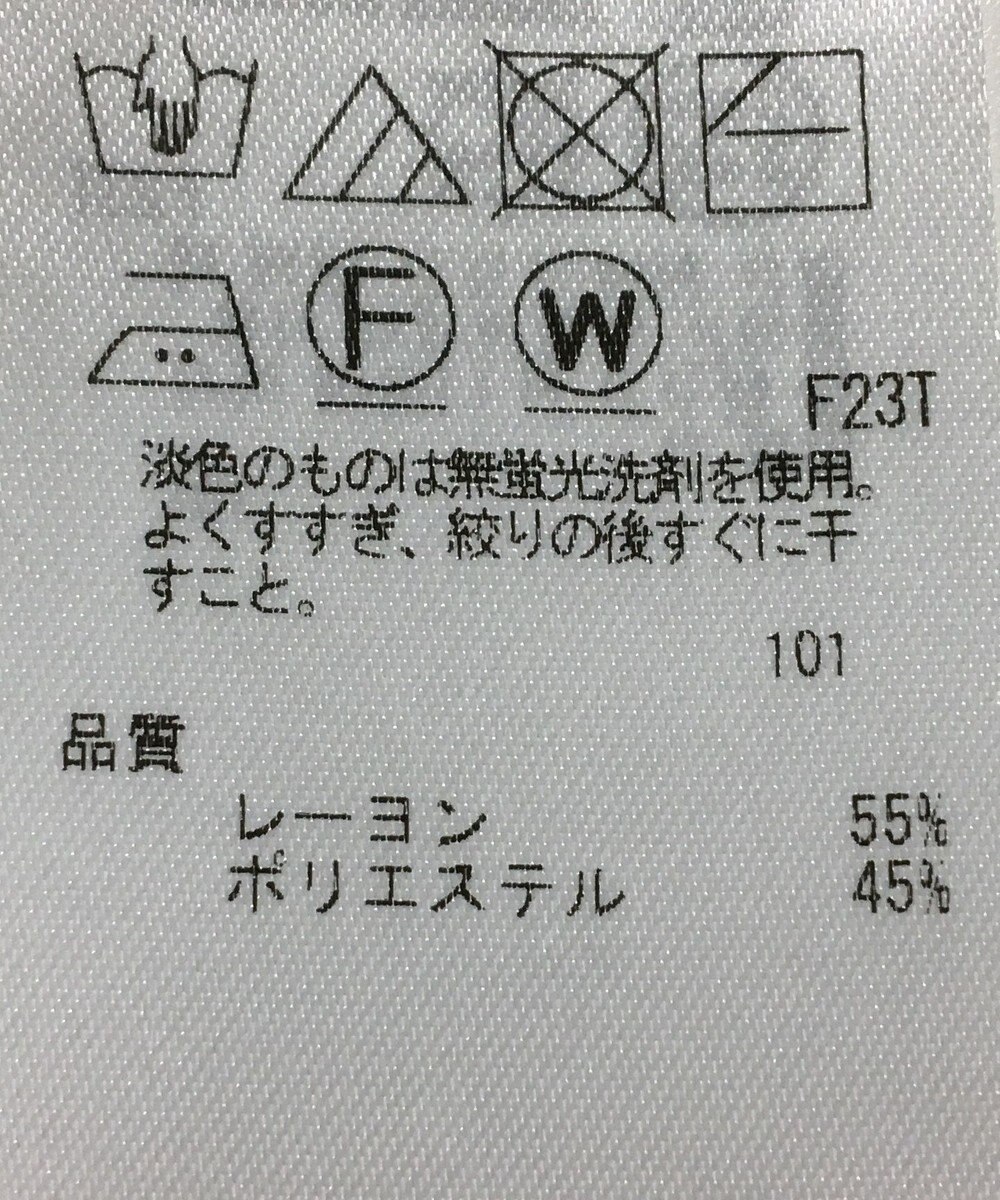 F
W
F23T
淡色のものは無蛍光洗剤を使用。
よくすすぎ、絞りの後すぐに干
すこと。
101
品質
レーヨン 55%
ポリエステル 45%